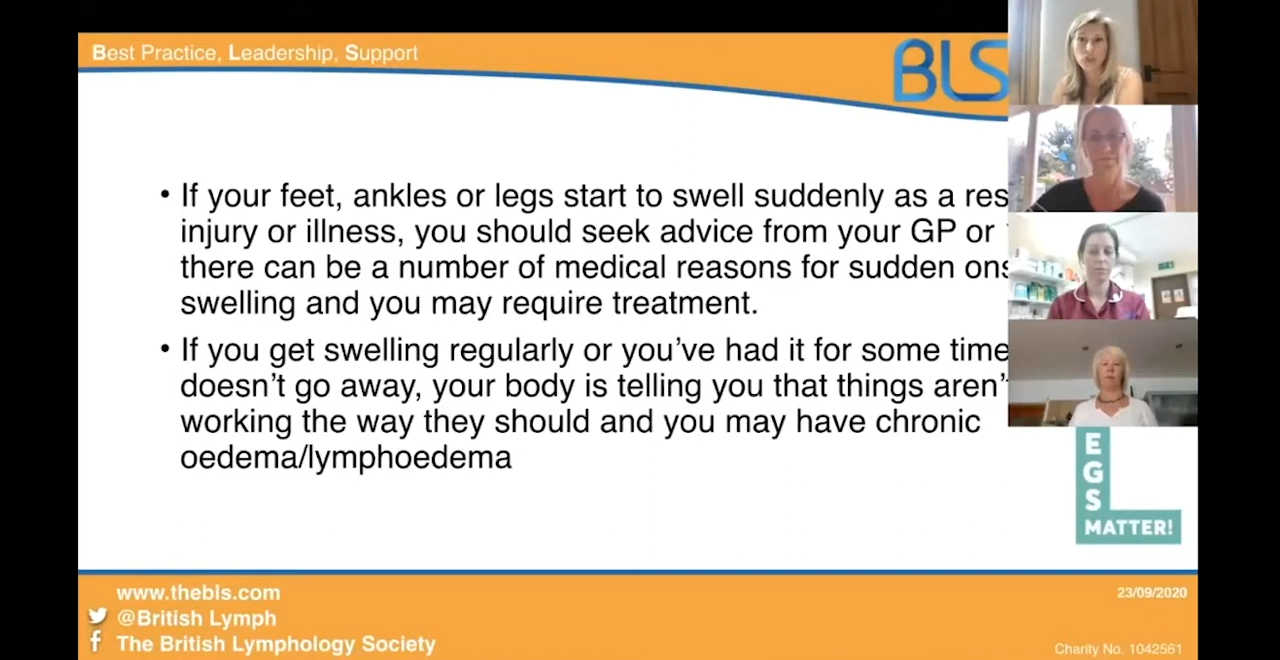 Best Practice, Leadership, Support
BLS
• If your feet, ankles or legs start to swell suddenly as a
injury or illness, you should seek advice from your GP or
there can be a number of medical reasons for sudden
swelling and you may require treatment.
• If you get swelling regularly or you’ve had it for some time
doesn’t go away, your body is telling you that things
working the way they should and you may have chronic
oedema/lymphoedema
E
G
S
MATTER!
www.thebls.com
23/09/2020
@British Lymph
The British Lymphology Society
Charity No. 1042561